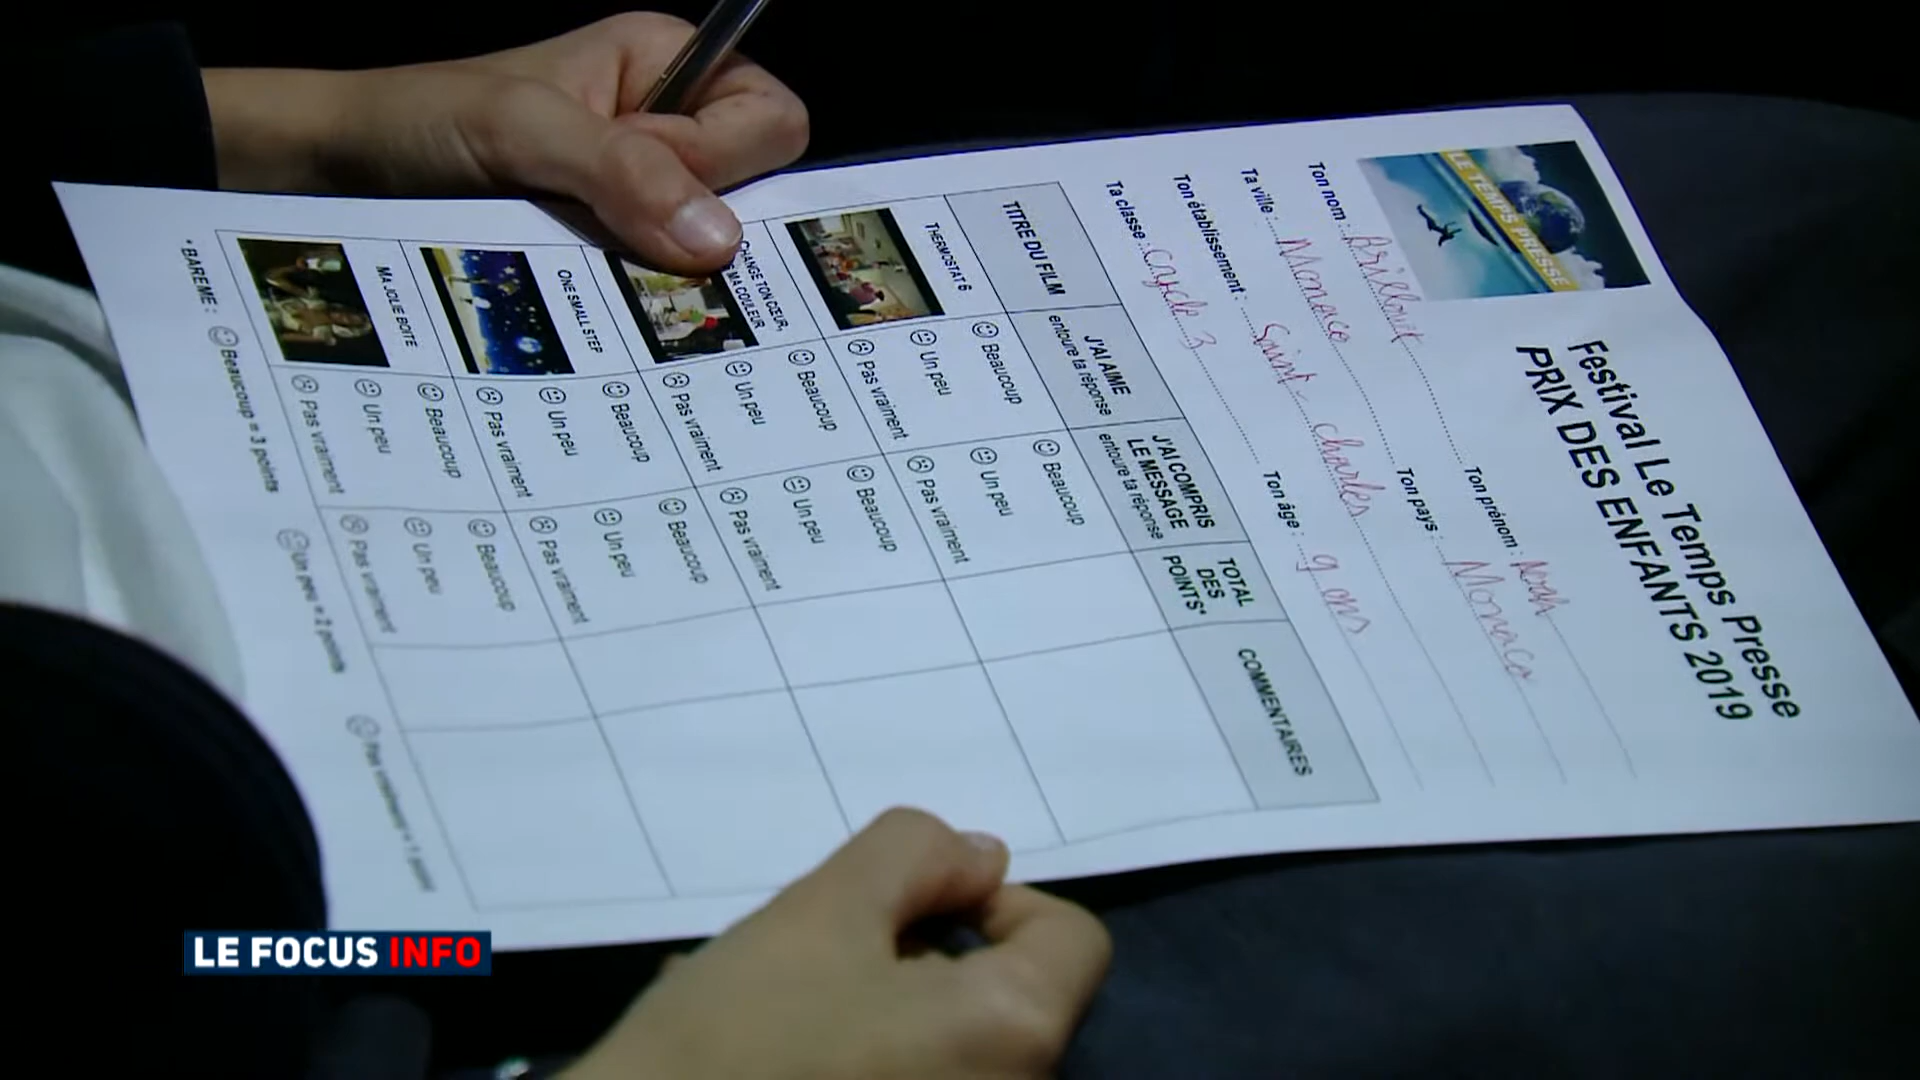 LE TEMPS PRESSE
Festival Le Temps Presse
PRIX DES ENFANTS 2019
Ton nom : Brillouet Ton prénom : Noah
Ta ville : Monaco Ton pays : Monaco
Ton établissement : Saint-Charles
Ta classe : Cycle 3 Ton âge : 9 ans
TITRE DU FILM
J'AI AIMÉ
entoure ta réponse
J'AI COMPRIS
LE MESSAGE
entoure ta réponse
TOTAL
DES
POINTS*
COMMENTAIRES
THERMOSTAT 6
Beaucoup Beaucoup
Un peu Un peu
Pas vraiment Pas vraiment
CHANGE TON CŒUR,
MA COULEUR
Beaucoup Beaucoup
Un peu Un peu
Pas vraiment Pas vraiment
ONE SMALL STEP
Beaucoup Beaucoup
Un peu Un peu
Pas vraiment Pas vraiment
MA JOLIE BOITE
Beaucoup Beaucoup
Un peu Un peu
Pas vraiment Pas vraiment
* BAREME : Beaucoup = 3 points Un peu = 2 points Pas vraiment = 1 point
LE FOCUS INFO